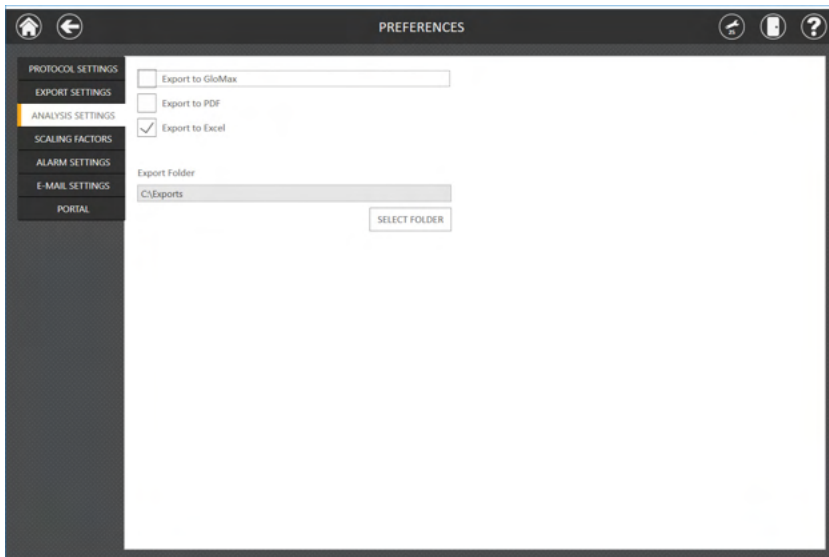 PREFERENCES
25
?
PROTOCOL SETTINGS
EXPORT SETTINGS
ANALYSIS SETTINGS
SCALING FACTORS
ALARM SETTINGS
E-MAIL SETTINGS
PORTAL
Export to GloMax
Export to PDF
Export to Excel
Export Folder
C:\Exports
SELECT FOLDER